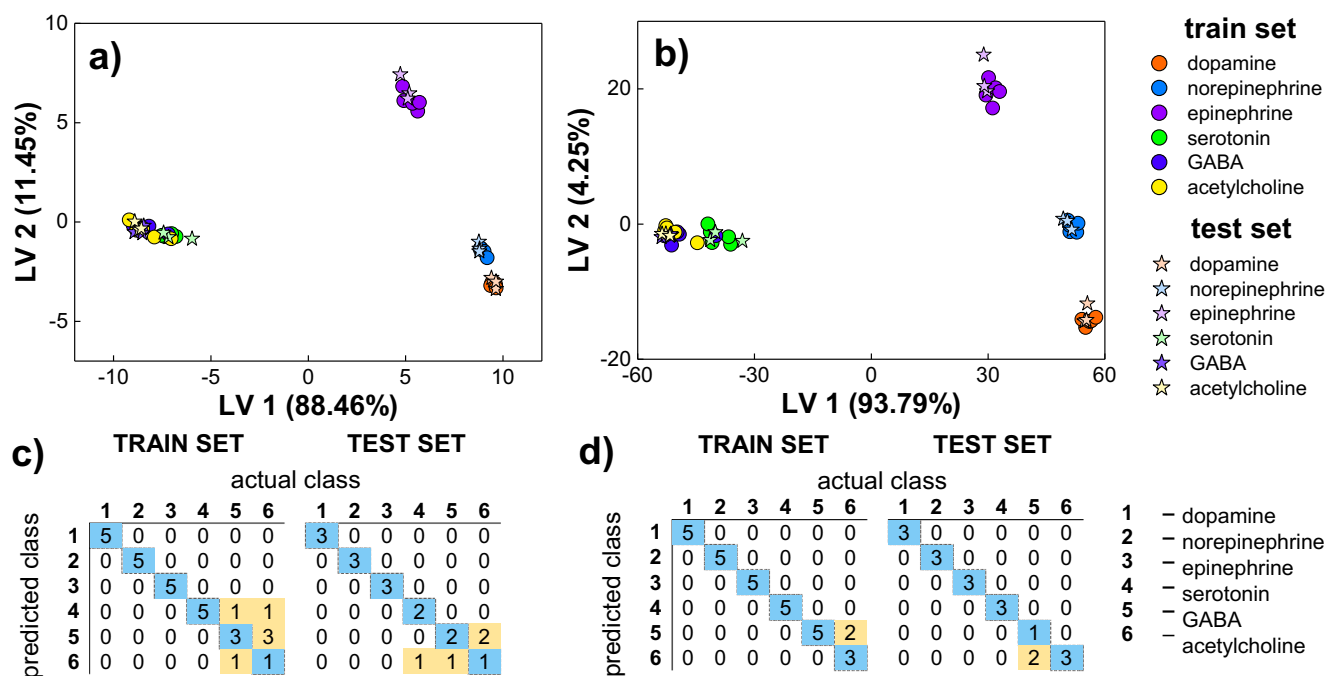 a)
10
5
0
-5
LV 2 (11.45%)
-10
-5
0
5
10
LV 1 (88.46%)
b)
20
0
-20
LV 2 (4.25%)
-60
-30
0
30
60
LV 1 (93.79%)
train set
dopamine
norepinephrine
epinephrine
serotonin
GABA
acetylcholine
test set
dopamine
norepinephrine
epinephrine
serotonin
GABA
acetylcholine
c)
TRAIN SET TEST SET
actual class
predicted class
1 2 3 4 5 6 1 2 3 4 5 6
1 5 0 0 0 0 0 3 0 0 0 0 0
2 0 5 0 0 0 0 0 3 0 0 0 0
3 0 0 5 0 0 0 0 0 3 0 0 0
4 0 0 0 5 1 1 0 0 0 2 0 0
5 0 0 0 0 3 3 0 0 0 0 2 2
6 0 0 0 0 1 1 0 0 0 1 1 1
d)
TRAIN SET TEST SET
actual class
predicted class
1 2 3 4 5 6 1 2 3 4 5 6
1 5 0 0 0 0 0 3 0 0 0 0 0
2 0 5 0 0 0 0 0 3 0 0 0 0
3 0 0 5 0 0 0 0 0 3 0 0 0
4 0 0 0 5 0 0 0 0 0 3 0 0
5 0 0 0 0 5 2 0 0 0 0 1 0
6 0 0 0 0 0 3 0 0 0 0 2 3
1 – dopamine
2 – norepinephrine
3 – epinephrine
4 – serotonin
5 – GABA
6 – acetylcholine